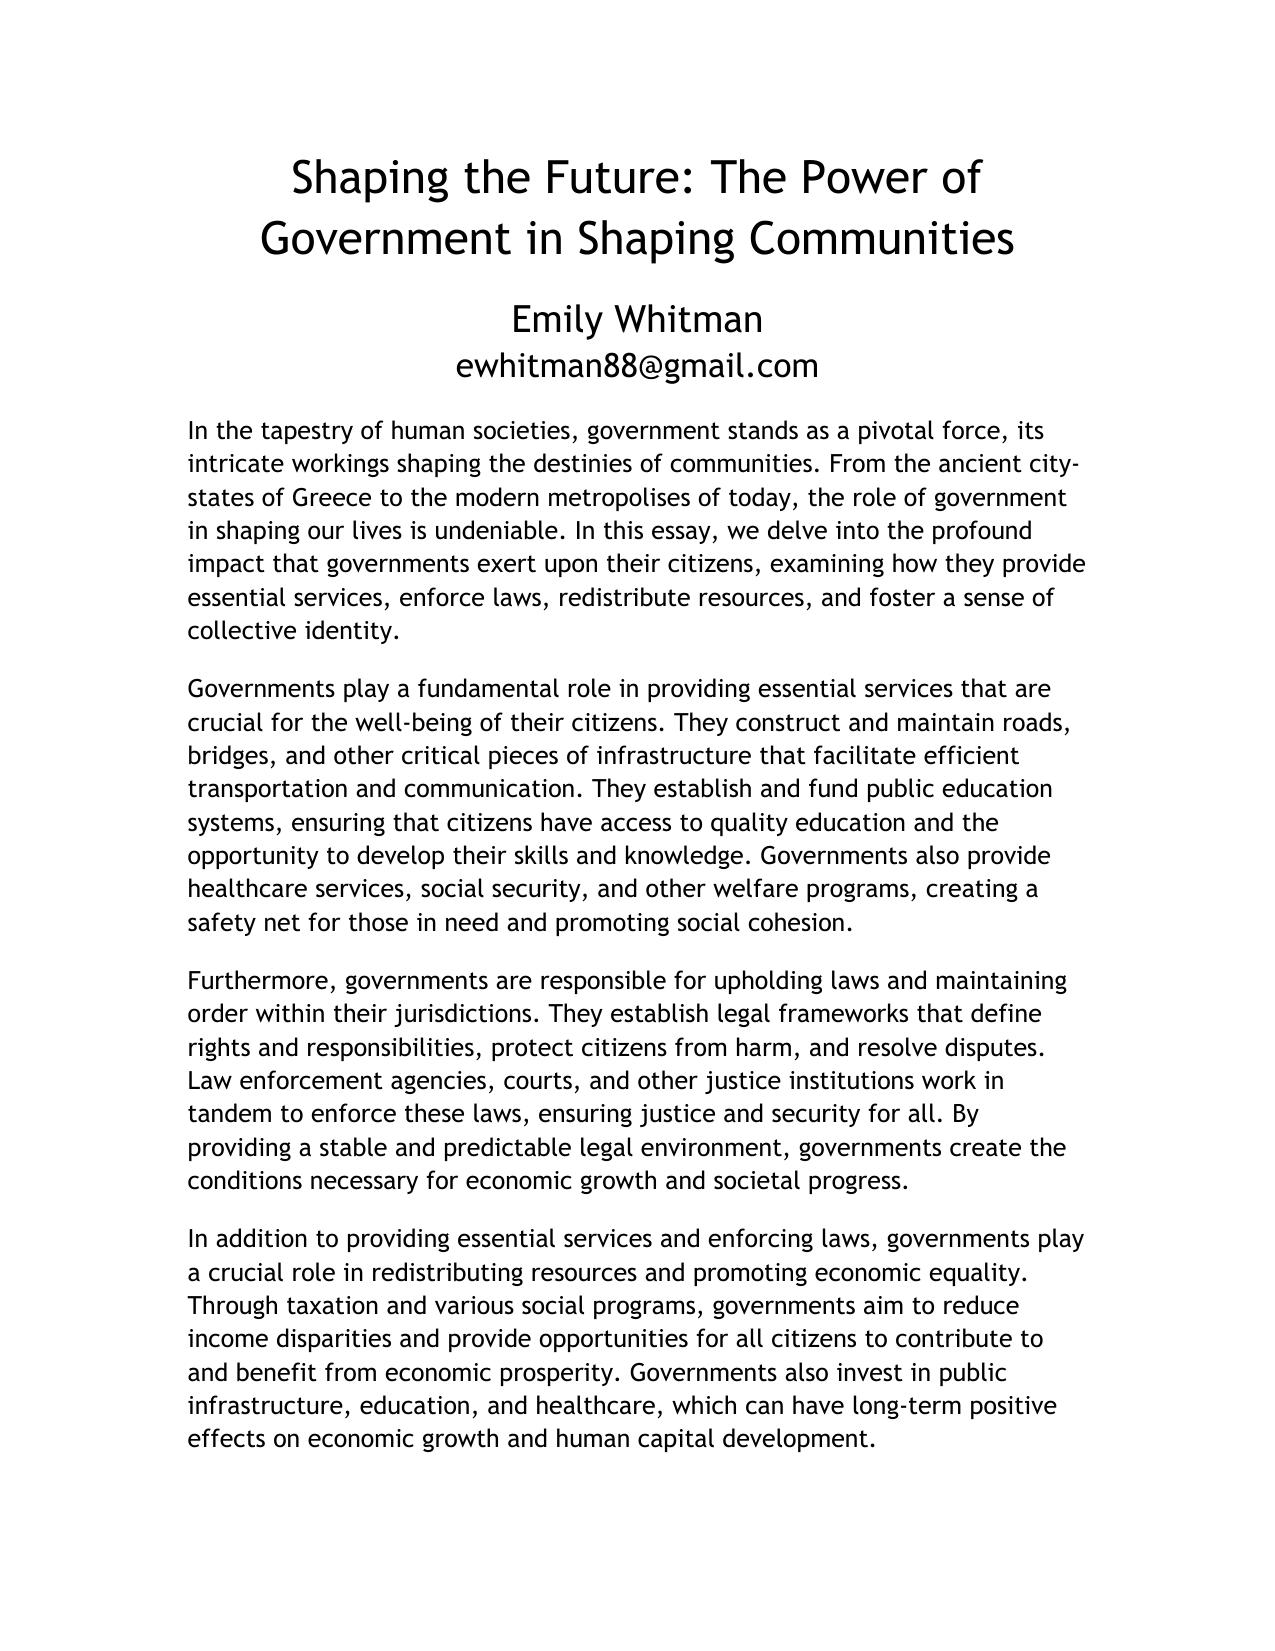 Shaping the Future: The Power of
Government in Shaping Communities
Emily Whitman
ewhitman88@gmail.com
In the tapestry of human societies, government stands as a pivotal force, its
intricate workings shaping the destinies of communities. From the ancient city-
states of Greece to the modern metropolises of today, the role of government
in shaping our lives is undeniable. In this essay, we delve into the profound
impact that governments exert upon their citizens, examining how they provide
essential services, enforce laws, redistribute resources, and foster a sense of
collective identity.
Governments play a fundamental role in providing essential services that are
crucial for the well-being of their citizens. They construct and maintain roads,
bridges, and other critical pieces of infrastructure that facilitate efficient
transportation and communication. They establish and fund public education
systems, ensuring that citizens have access to quality education and the
opportunity to develop their skills and knowledge. Governments also provide
healthcare services, social security, and other welfare programs, creating a
safety net for those in need and promoting social cohesion.
Furthermore, governments are responsible for upholding laws and maintaining
order within their jurisdictions. They establish legal frameworks that define
rights and responsibilities, protect citizens from harm, and resolve disputes.
Law enforcement agencies, courts, and other justice institutions work in
tandem to enforce these laws, ensuring justice and security for all. By
providing a stable and predictable legal environment, governments create the
conditions necessary for economic growth and societal progress.
In addition to providing essential services and enforcing laws, governments play
a crucial role in redistributing resources and promoting economic equality.
Through taxation and various social programs, governments aim to reduce
income disparities and provide opportunities for all citizens to contribute to
and benefit from economic prosperity. Governments also invest in public
infrastructure, education, and healthcare, which can have long-term positive
effects on economic growth and human capital development.